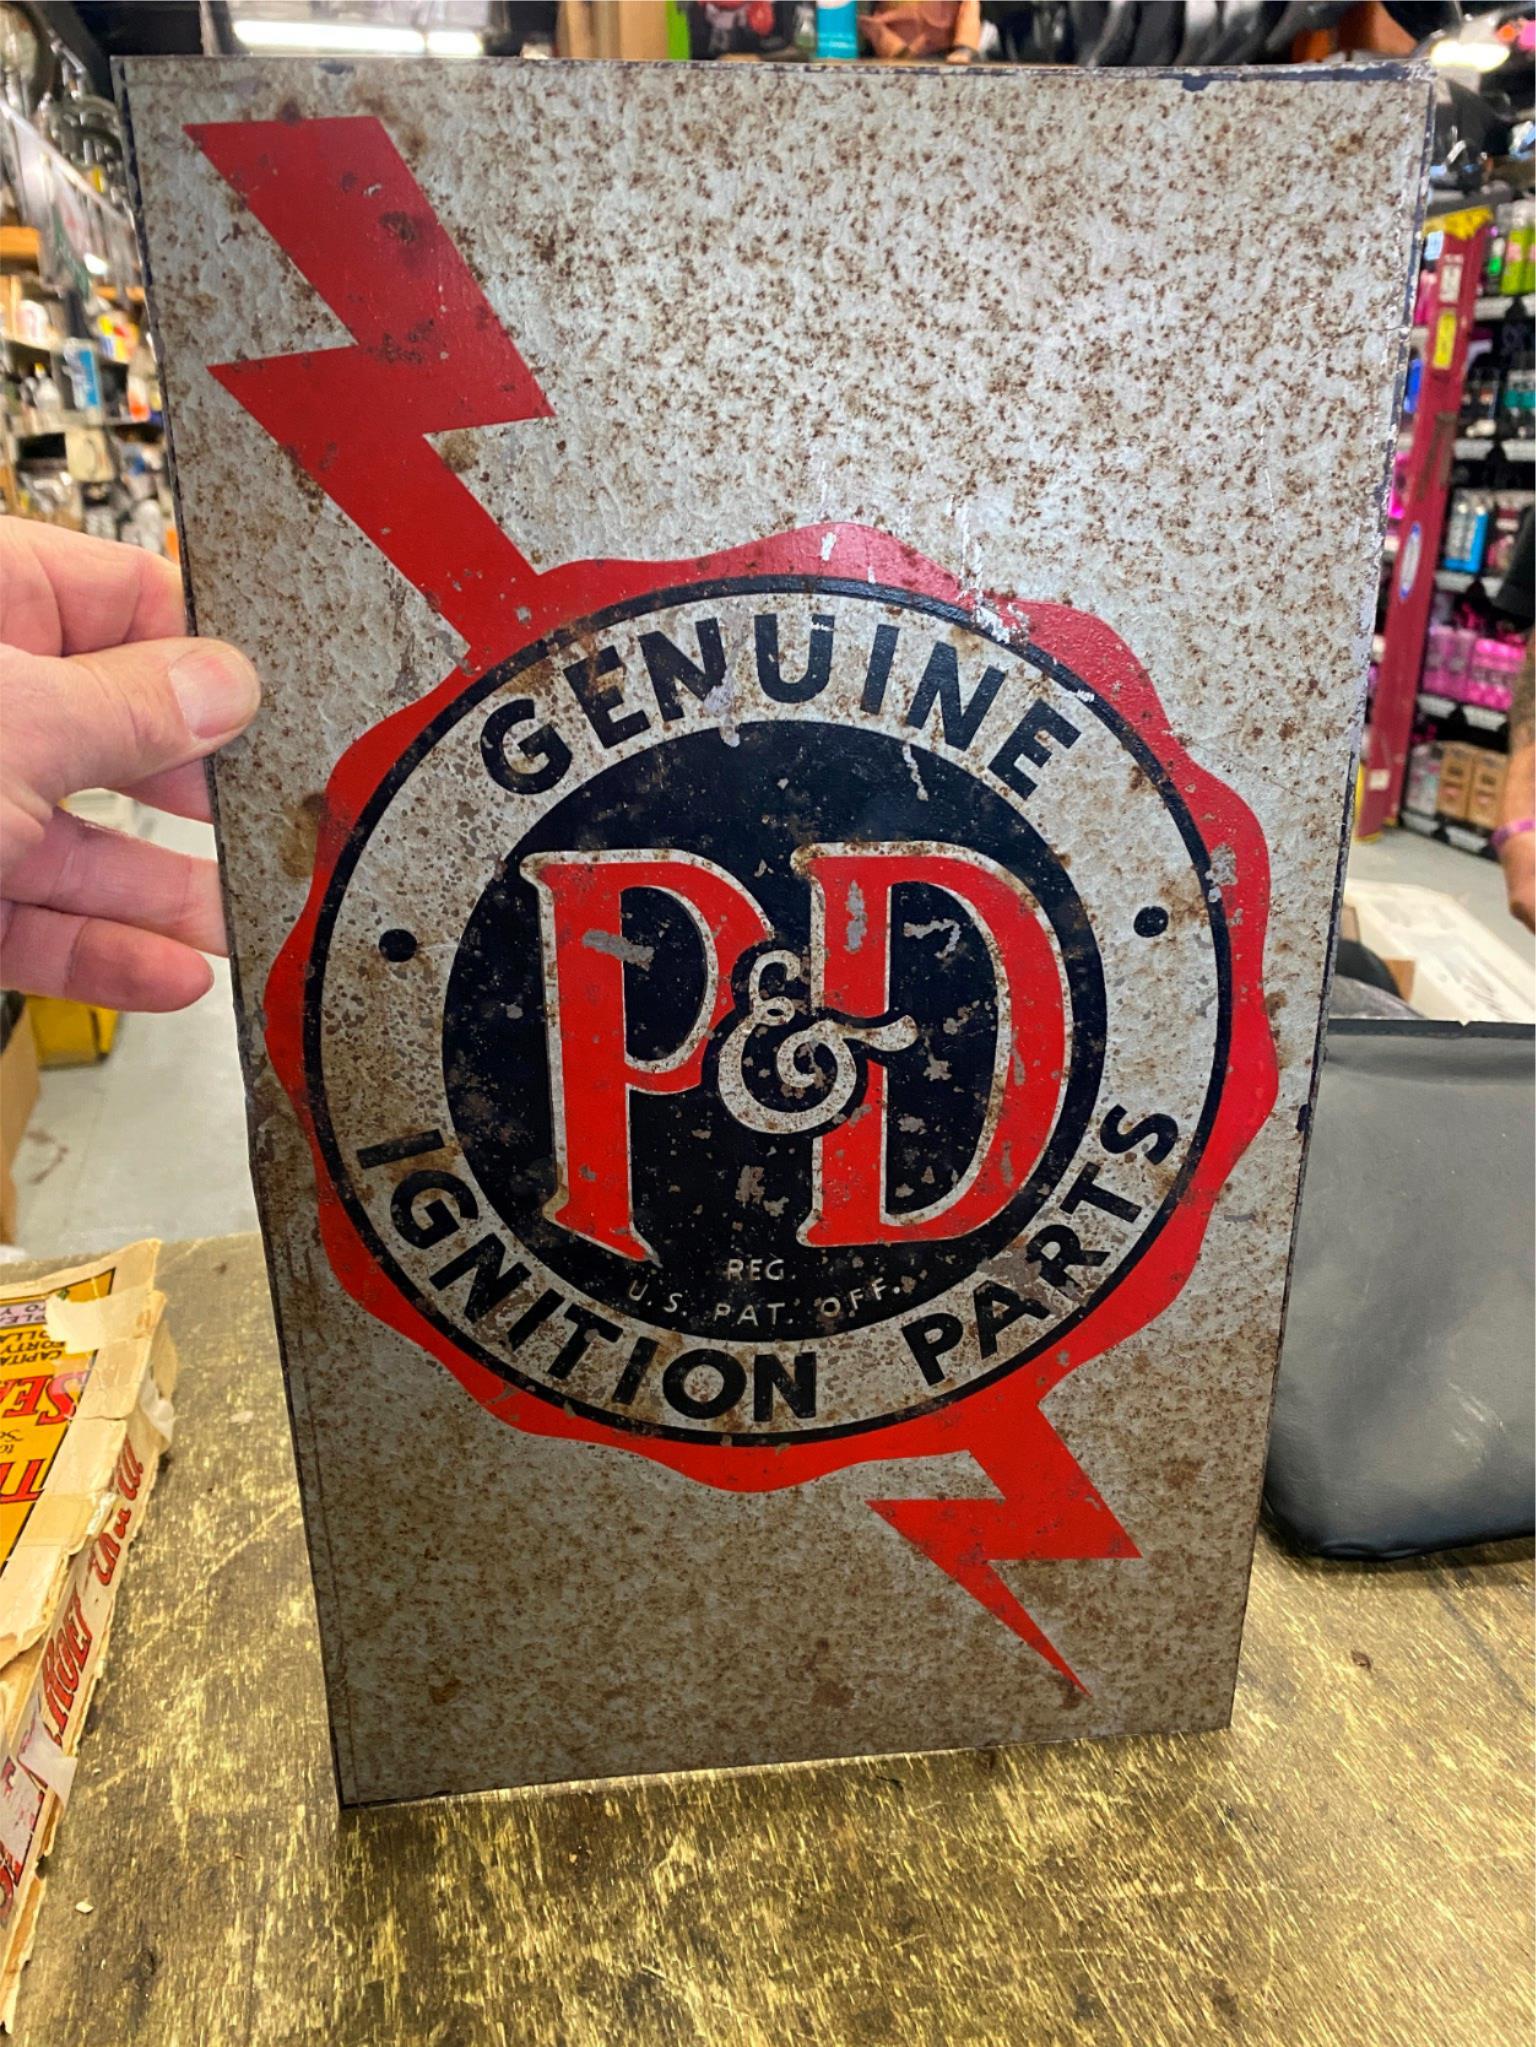 GENUINE
P&D
REG.
U.S. PAT. OFF.
IGNITION PARTS